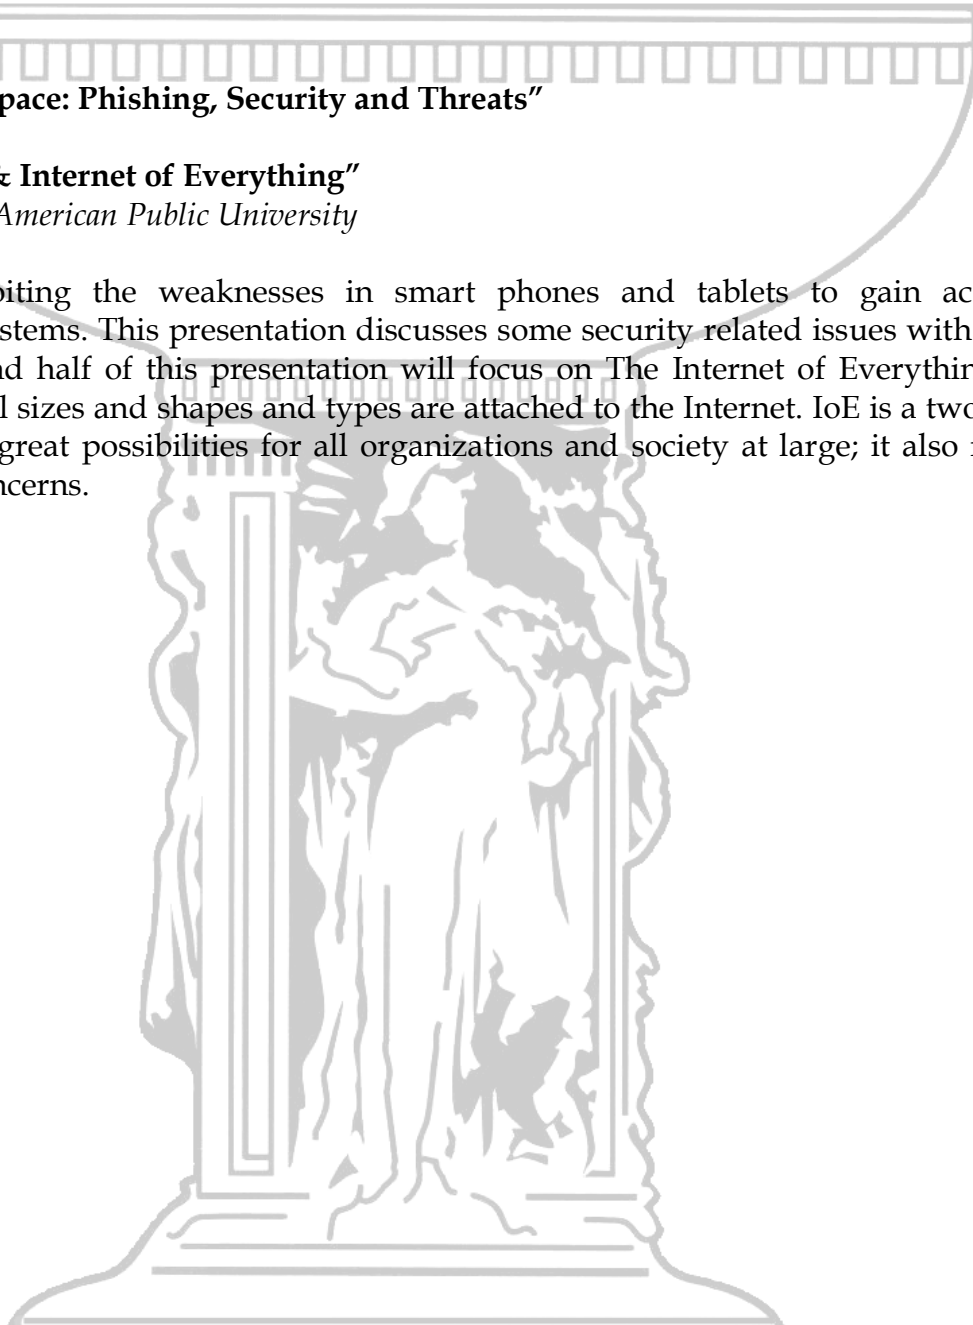 pace: Phishing, Security and Threats”
& Internet of Everything”
American Public University
iting the weaknesses in smart phones and tablets to gain ac
stems. This presentation discusses some security related issues with
nd half of this presentation will focus on The Internet of Everythin
l sizes and shapes and types are attached to the Internet. IoE is a two
great possibilities for all organizations and society at large; it also
ncerns.